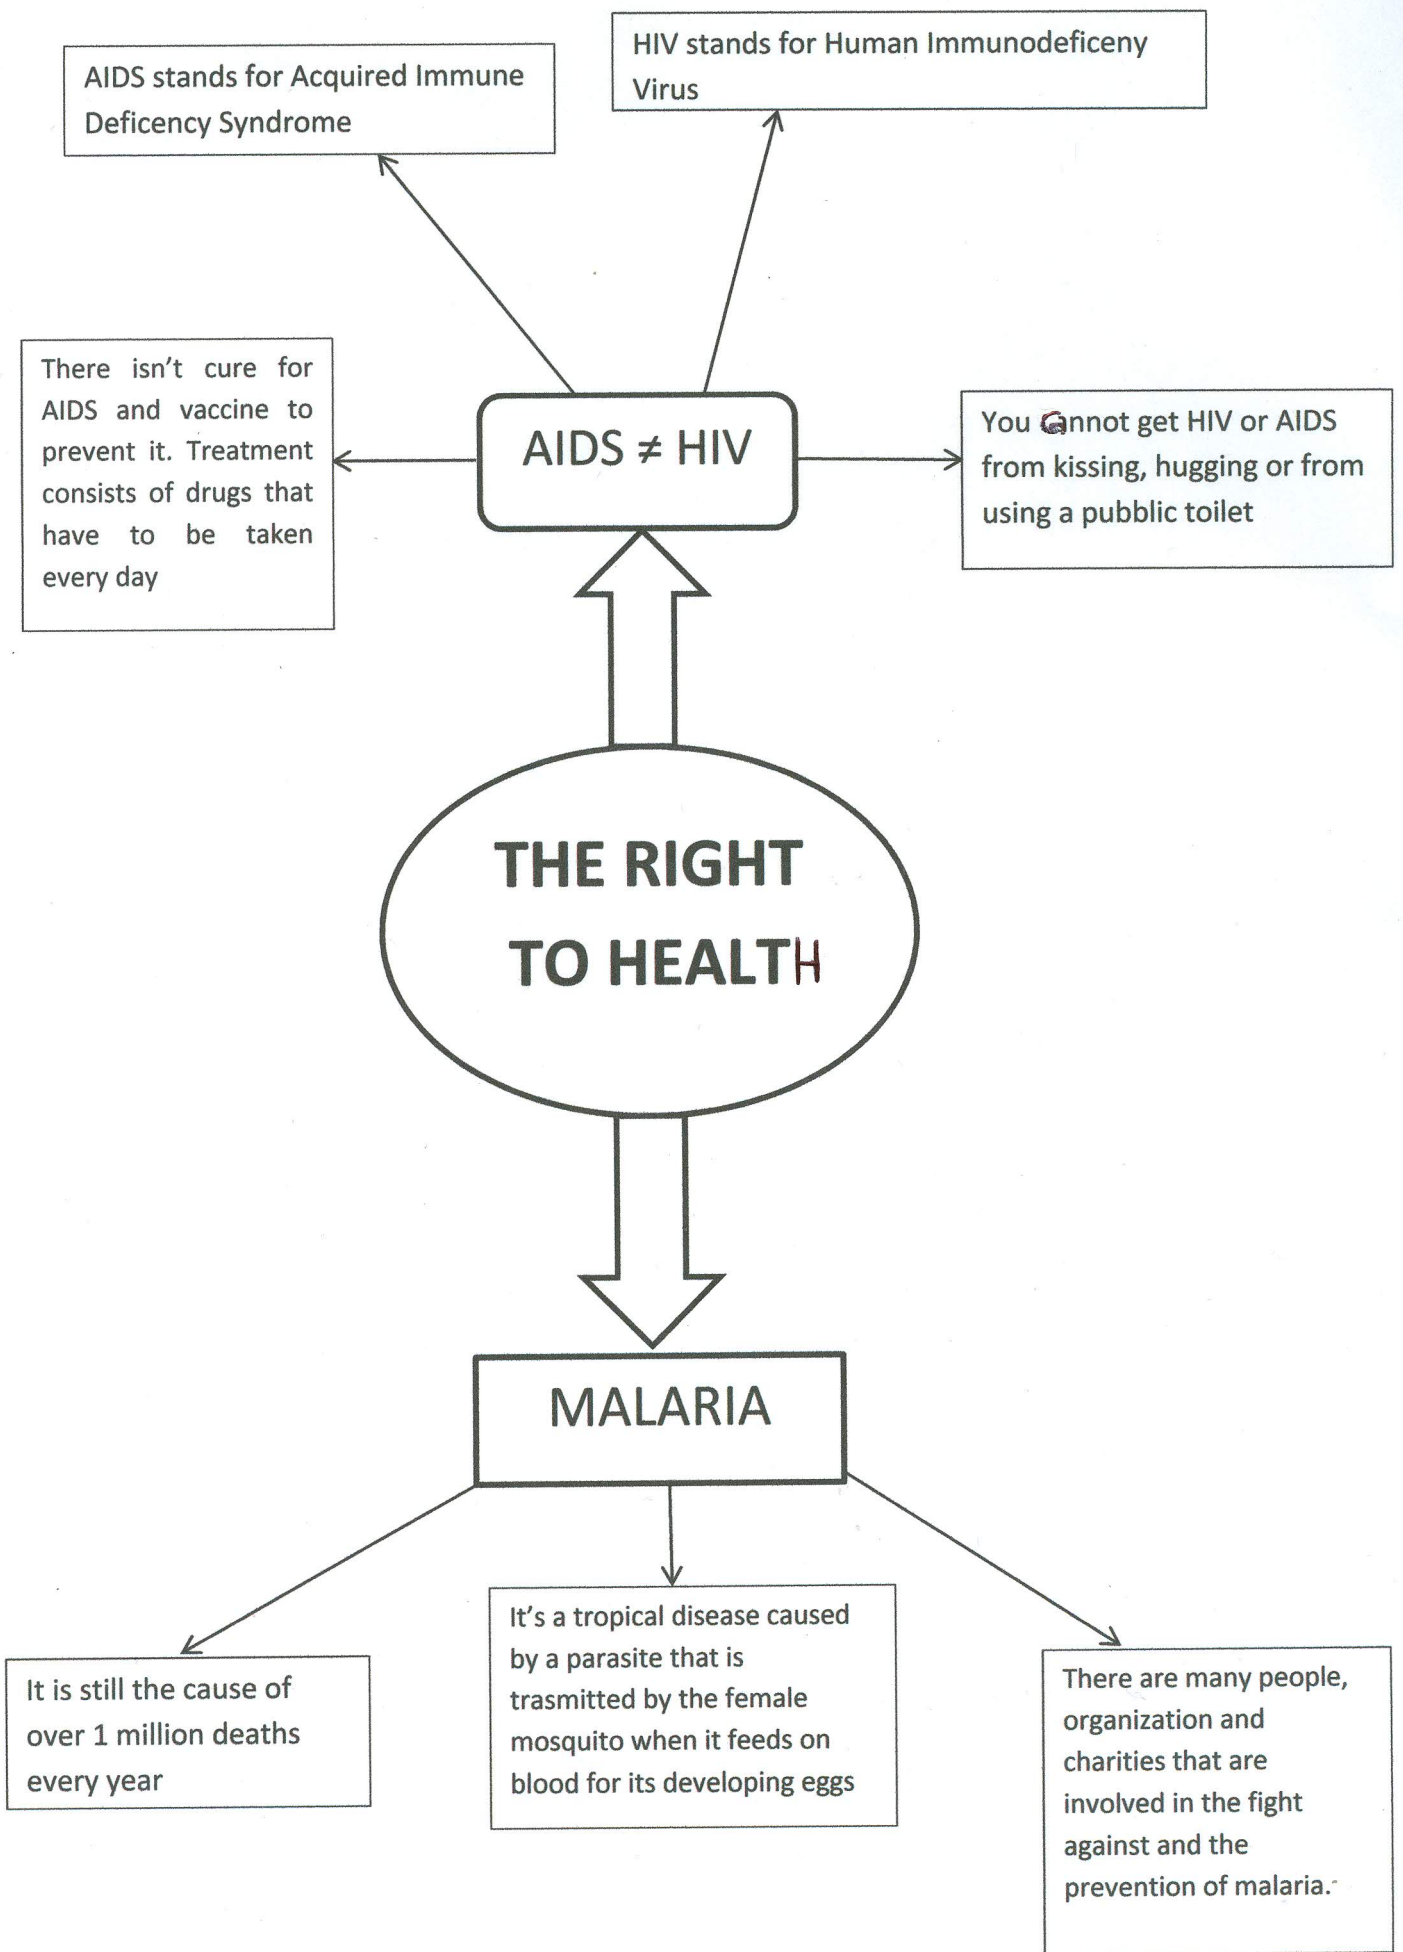 AIDS stands for Acquired Immune
Deficency Syndrome
HIV stands for Human Immunodeficeny
Virus
There isn't cure for
AIDS and vaccine to
prevent it. Treatment
consists of drugs that
have to be taken
every day
AIDS ≠ HIV
You Cannot get HIV or AIDS
from kissing, hugging or from
using a pubblic toilet
THE RIGHT
TO HEALTH
MALARIA
It is still the cause of
over 1 million deaths
every year
It's a tropical disease caused
by a parasite that is
trasmitted by the female
mosquito when it feeds on
blood for its developing eggs
There are many people,
organization and
charities that are
involved in the fight
against and the
prevention of malaria.